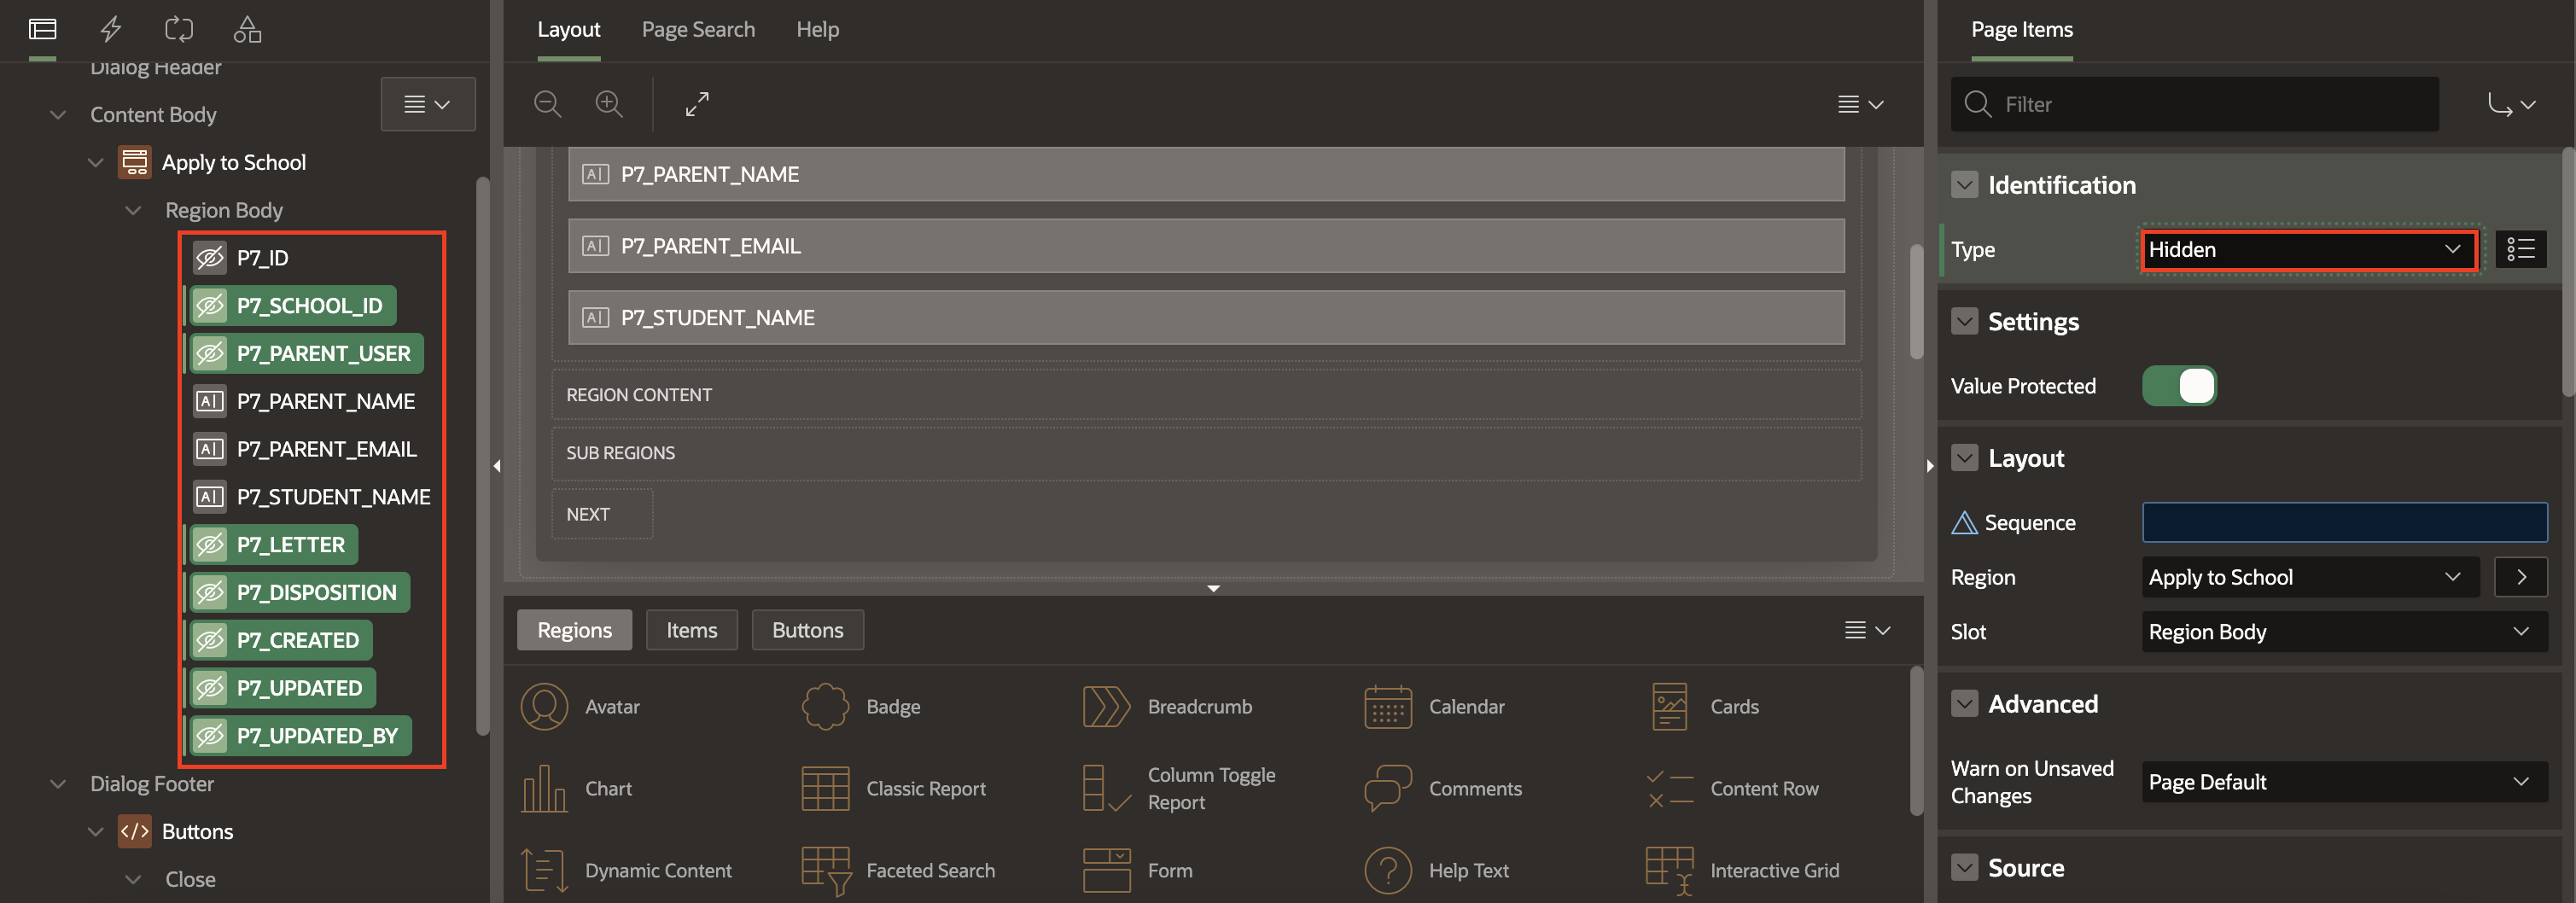 Dialog Header
Content Body
Apply to School
Region Body
P7_ID
P7_SCHOOL_ID
P7_PARENT_USER
P7_PARENT_NAME
P7_PARENT_EMAIL
P7_STUDENT_NAME
P7_LETTER
P7_DISPOSITION
P7_CREATED
P7_UPDATED
P7_UPDATED_BY
Dialog Footer
Buttons
Close
Layout Page Search Help
P7_PARENT_NAME
P7_PARENT_EMAIL
P7_STUDENT_NAME
REGION CONTENT
SUB REGIONS
NEXT
Regions Items Buttons
Avatar Badge Breadcrumb Calendar Cards
Chart Classic Report Column Toggle Report Comments Content Row
Dynamic Content Faceted Search Form Help Text Interactive Grid
Page Items
Filter
Identification
Type Hidden
Settings
Value Protected
Layout
Sequence
Region Apply to School
Slot Region Body
Advanced
Warn on Unsaved Changes Page Default
Source